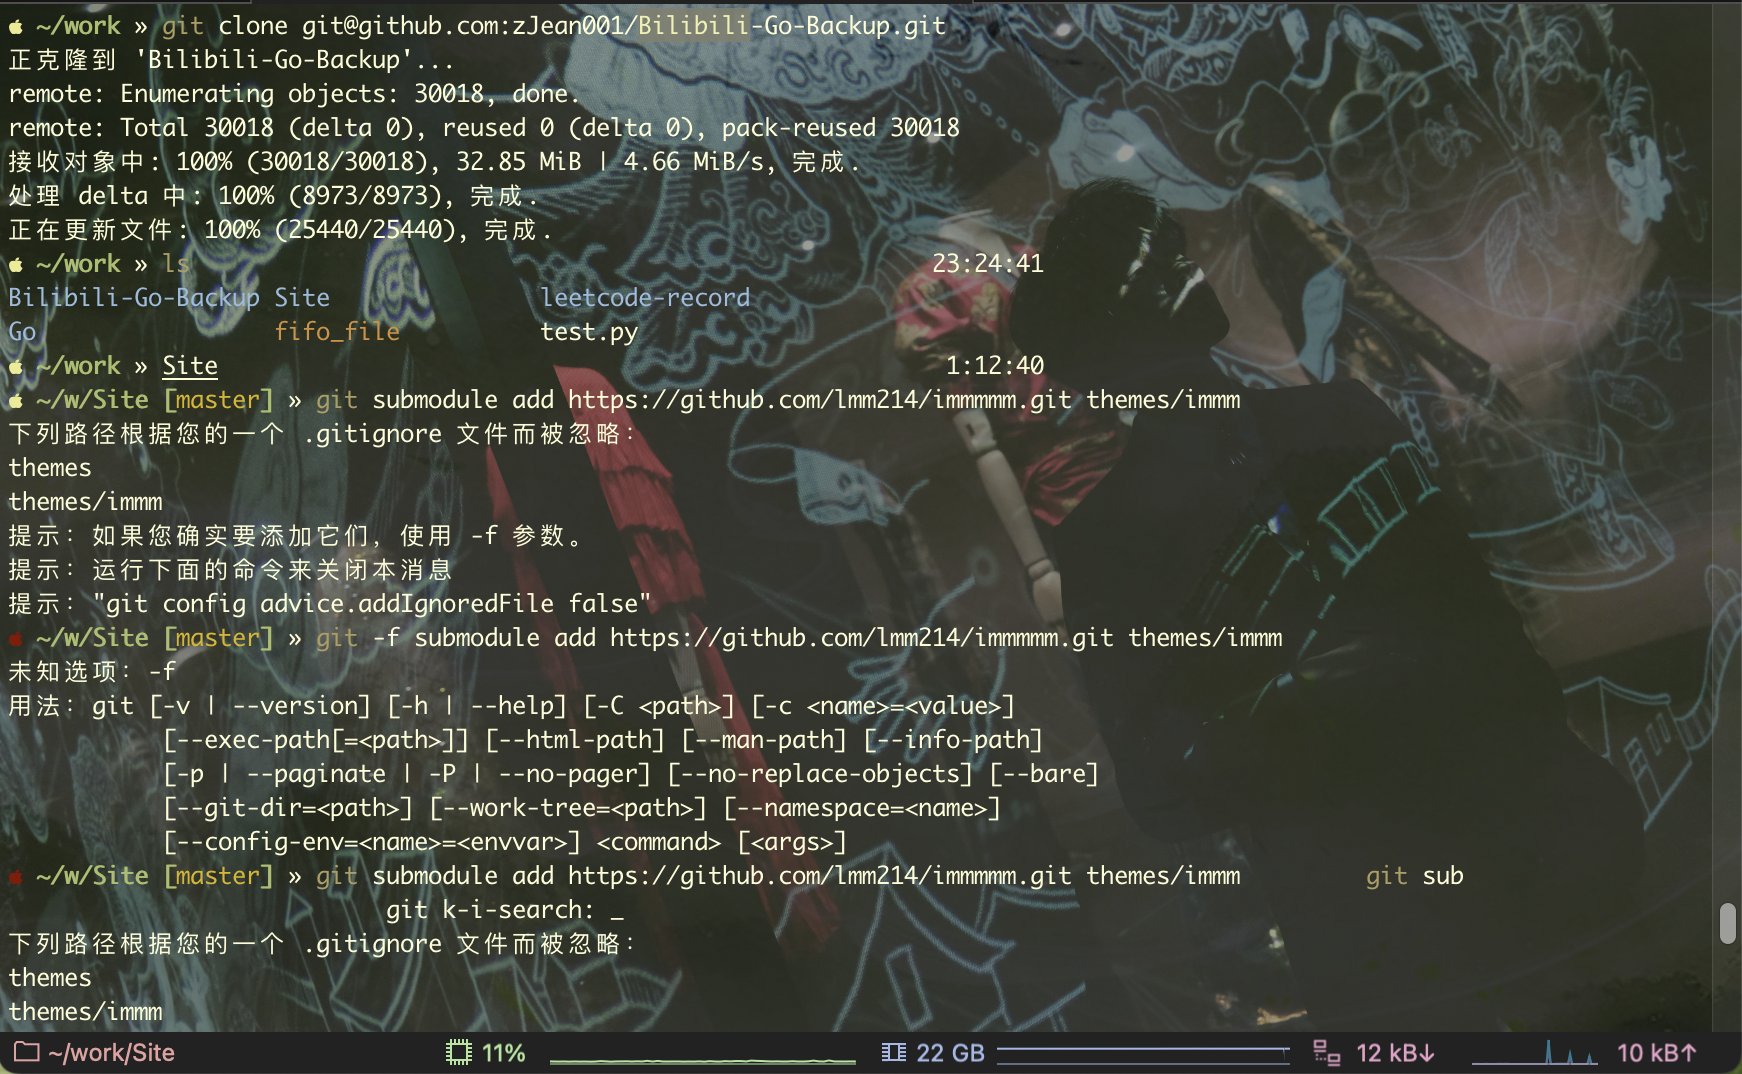 ~/work » git clone git@github.com:zJean001/Bilibili-Go-Backup.git
正克隆到 'Bilibili-Go-Backup'...
remote: Enumerating objects: 30018, done.
remote: Total 30018 (delta 0), reused 0 (delta 0), pack-reused 30018
接收对象中: 100% (30018/30018), 32.85 MiB | 4.66 MiB/s, 完成.
处理 delta 中: 100% (8973/8973), 完成.
正在更新文件: 100% (25440/25440), 完成.
~/work » ls 23:24:41
Bilibili-Go-Backup Site leetcode-record
Go fifo_file test.py
~/work » Site 1:12:40
~/w/Site [master] » git submodule add https://github.com/lmm214/immmmm.git themes/immm
下列路径根据您的一个 .gitignore 文件而被忽略:
themes
themes/immm
提示: 如果您确实要添加它们, 使用 -f 参数。
提示: 运行下面的命令来关闭本消息
提示: "git config advice.addIgnoredFile false"
~/w/Site [master] » git -f submodule add https://github.com/lmm214/immmmm.git themes/immm
未知选项: -f
用法: git [-v | --version] [-h | --help] [-C <path>] [-c <name>=<value>]
[--exec-path[=<path>]] [--html-path] [--man-path] [--info-path]
[-p | --paginate | -P | --no-pager] [--no-replace-objects] [--bare]
[--git-dir=<path>] [--work-tree=<path>] [--namespace=<name>]
[--config-env=<name>=<envvar>] <command> [<args>]
~/w/Site [master] » git submodule add https://github.com/lmm214/immmmm.git themes/immm git sub
git k-i-search: _
下列路径根据您的一个 .gitignore 文件而被忽略:
themes
themes/immm
~/work/Site 11% 22 GB 12 kB↓ 10 kB↑